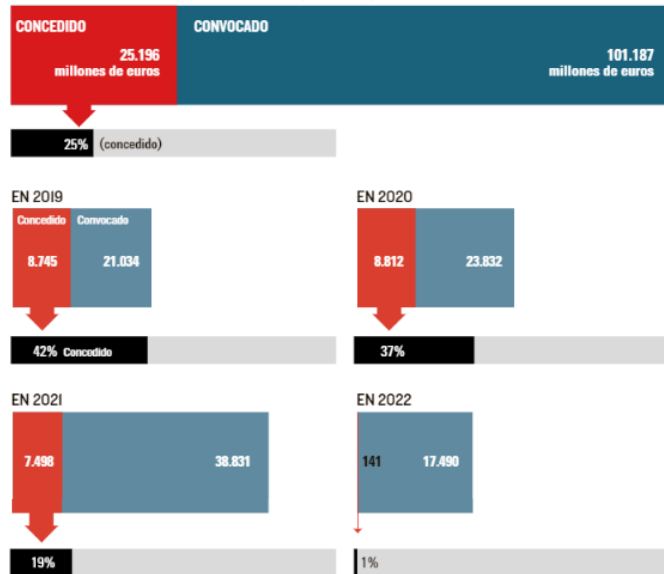 CONCEDIDO
25.196
millones de euros
CONVOCADO
101.187
millones de euros
25% (concedido)
EN 2019
Concedido Convocado
8.745 21.034
42% Concedido
EN 2020
8.812 23.832
37%
EN 2021
7.498 38.831
19%
EN 2022
141 17.490
1%